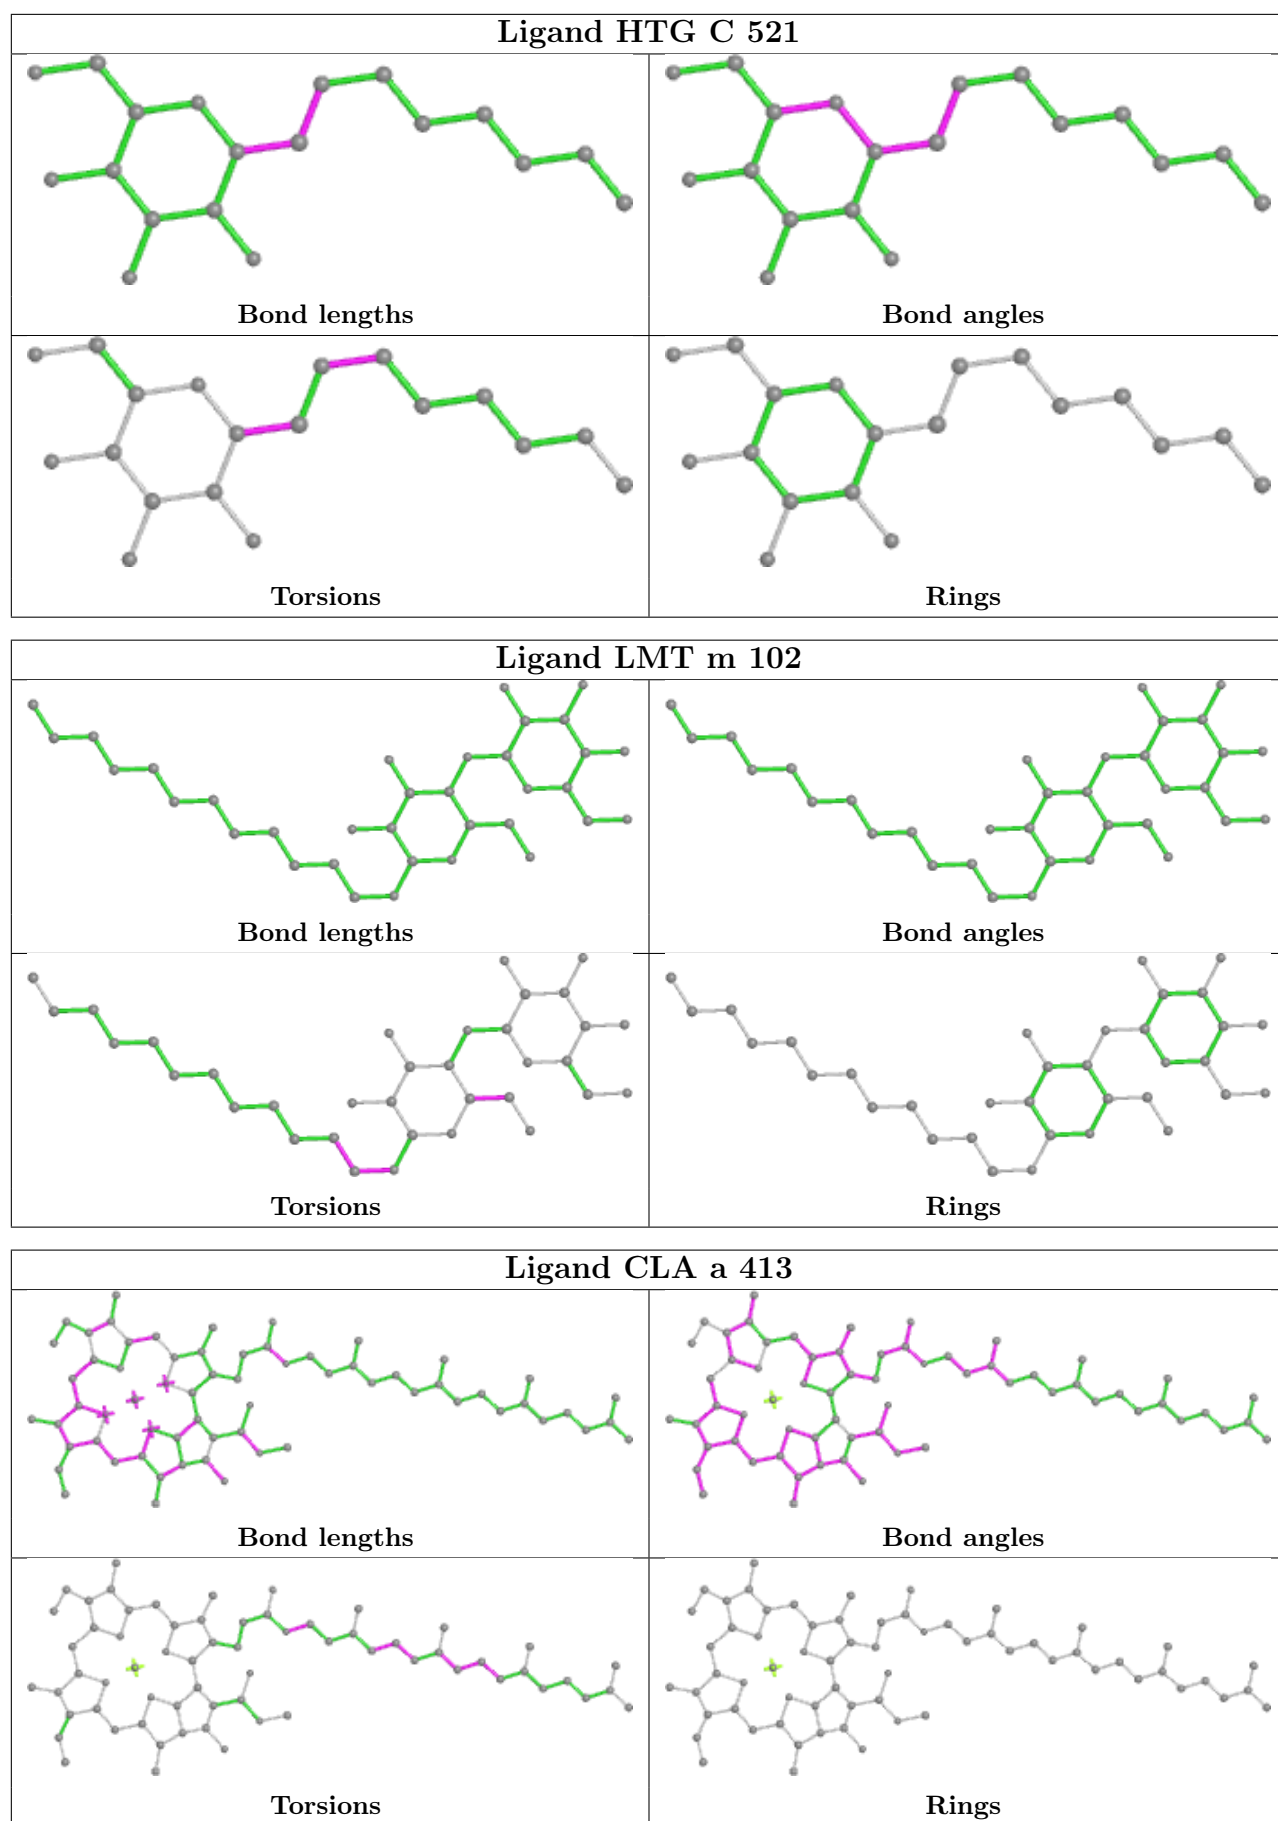 Ligand HTG C 521
Bond lengths
Bond angles
Torsions
Rings
Ligand LMT m 102
Bond lengths
Bond angles
Torsions
Rings
Ligand CLA a 413
Bond lengths
Bond angles
Torsions
Rings